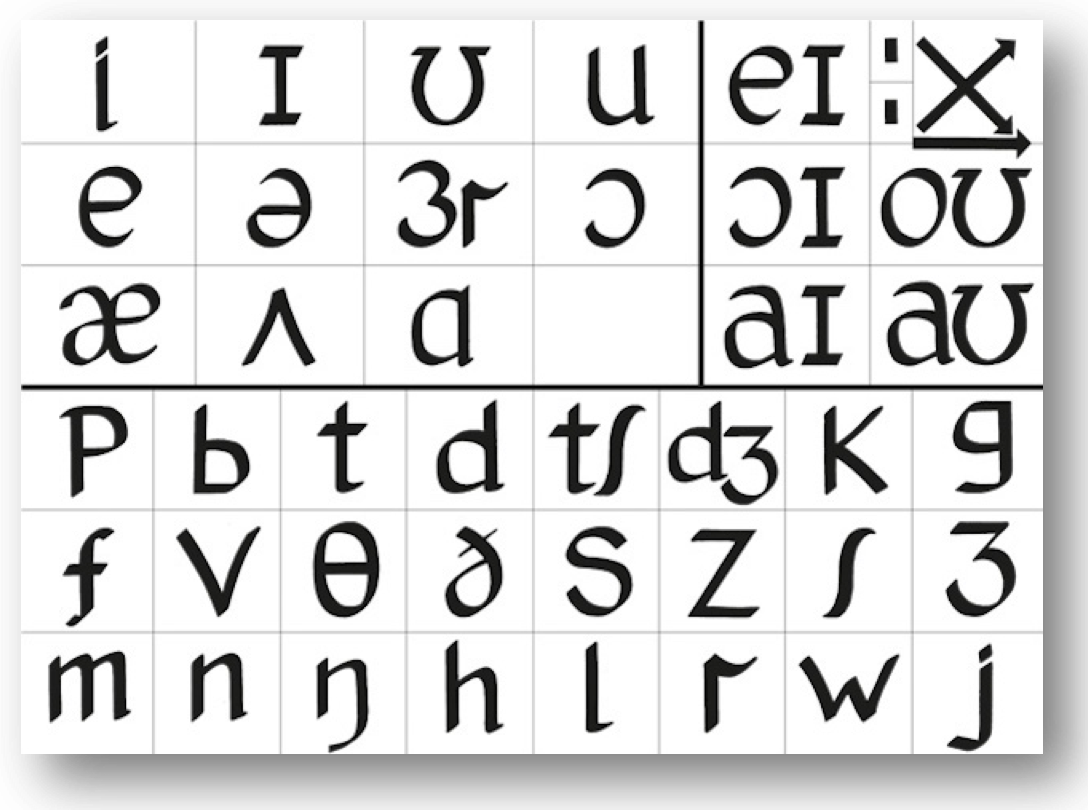 i ɪ ʊ u eɪ ː
e ə ɜr ɔ ɔɪ oʊ
æ ʌ ɑ aɪ aʊ
p b t d tʃ dʒ k g
f v θ ð s z ʃ ʒ
m n ŋ h l r w j